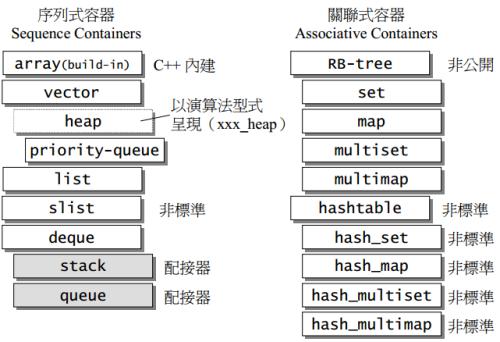 序列式容器
Sequence Containers
array(build-in) C++ 內建
vector
heap
以演算法型式
呈現（xxx_heap）
priority-queue
list
slist 非標準
deque
stack 配接器
queue 配接器
關聯式容器
Associative Containers
RB-tree 非公開
set
map
multiset
multimap
hashtable 非標準
hash_set 非標準
hash_map 非標準
hash_multiset 非標準
hash_multimap 非標準